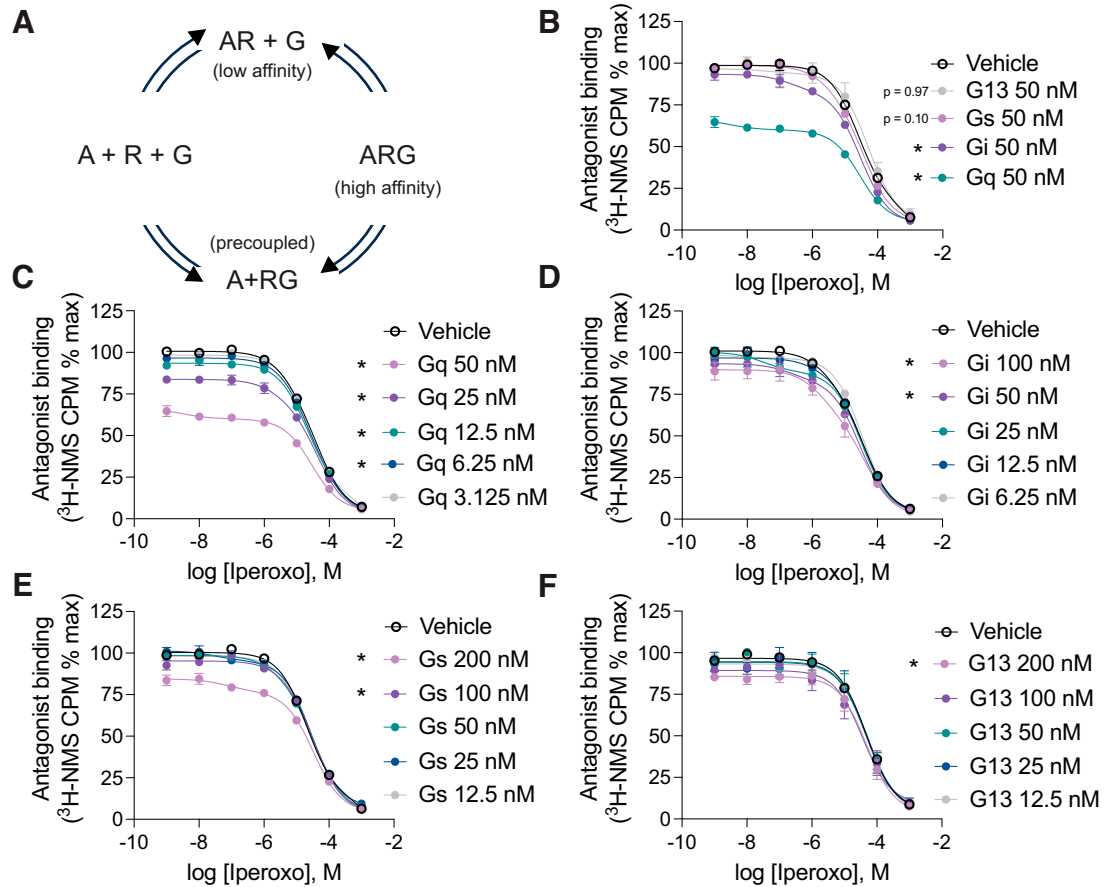 A
AR + G
(low affinity)
A + R + G
ARG
(high affinity)
(precoupled)
A+RG
B
Antagonist binding
(³H-NMS CPM % max)
125
100
75
50
25
0
-10
-8
-6
-4
-2
log [Iperoxo], M
Vehicle
p = 0.97 G13 50 nM
p = 0.10 Gs 50 nM
* Gi 50 nM
* Gq 50 nM
C
Antagonist binding
(³H-NMS CPM % max)
125
100
75
50
25
0
-10
-8
-6
-4
-2
log [Iperoxo], M
Vehicle
* Gq 50 nM
* Gq 25 nM
* Gq 12.5 nM
* Gq 6.25 nM
Gq 3.125 nM
D
Antagonist binding
(³H-NMS CPM % max)
125
100
75
50
25
0
-10
-8
-6
-4
-2
log [Iperoxo], M
Vehicle
* Gi 100 nM
* Gi 50 nM
Gi 25 nM
Gi 12.5 nM
Gi 6.25 nM
E
Antagonist binding
(³H-NMS CPM % max)
125
100
75
50
25
0
-10
-8
-6
-4
-2
log [Iperoxo], M
Vehicle
* Gs 200 nM
* Gs 100 nM
Gs 50 nM
Gs 25 nM
Gs 12.5 nM
F
Antagonist binding
(³H-NMS CPM % max)
125
100
75
50
25
0
-10
-8
-6
-4
-2
log [Iperoxo], M
Vehicle
* G13 200 nM
G13 100 nM
G13 50 nM
G13 25 nM
G13 12.5 nM